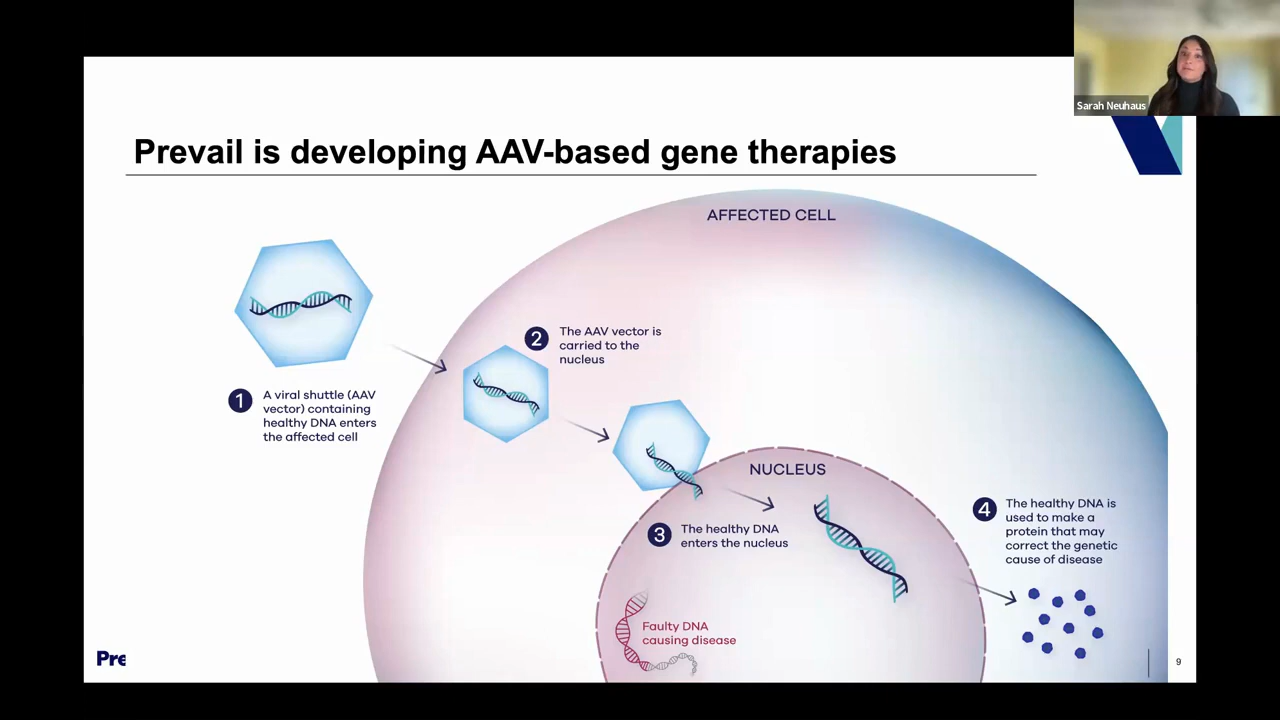 Sarah Neuhaus
Prevail is developing AAV-based gene therapies
AFFECTED CELL
1
A viral shuttle (AAV
vector) containing
healthy DNA enters
the affected cell
2
The AAV vector is
carried to the
nucleus
NUCLEUS
3
The healthy DNA
enters the nucleus
4
The healthy DNA is
used to make a
protein that may
correct the genetic
cause of disease
Faulty DNA
causing disease
Pre
9